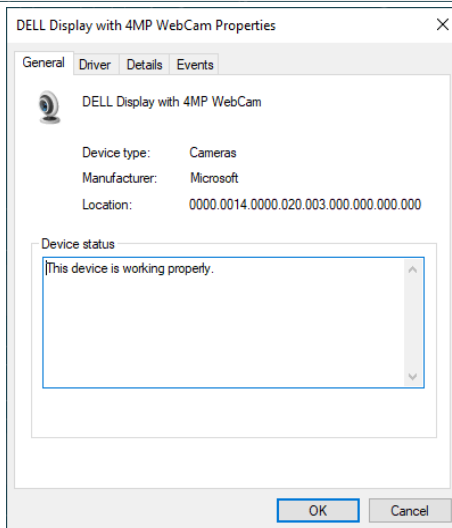 DELL Display with 4MP WebCam Properties
General Driver Details Events
DELL Display with 4MP WebCam
Device type: Cameras
Manufacturer: Microsoft
Location: 0000.0014.0000.020.003.000.000.000.000
Device status
This device is working properly.
OK Cancel